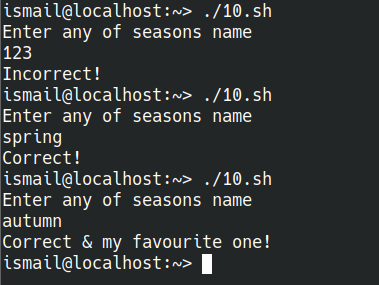 ismail@localhost:~> ./10.sh
Enter any of seasons name
123
Incorrect!
ismail@localhost:~> ./10.sh
Enter any of seasons name
spring
Correct!
ismail@localhost:~> ./10.sh
Enter any of seasons name
autumn
Correct & my favourite one!
ismail@localhost:~>